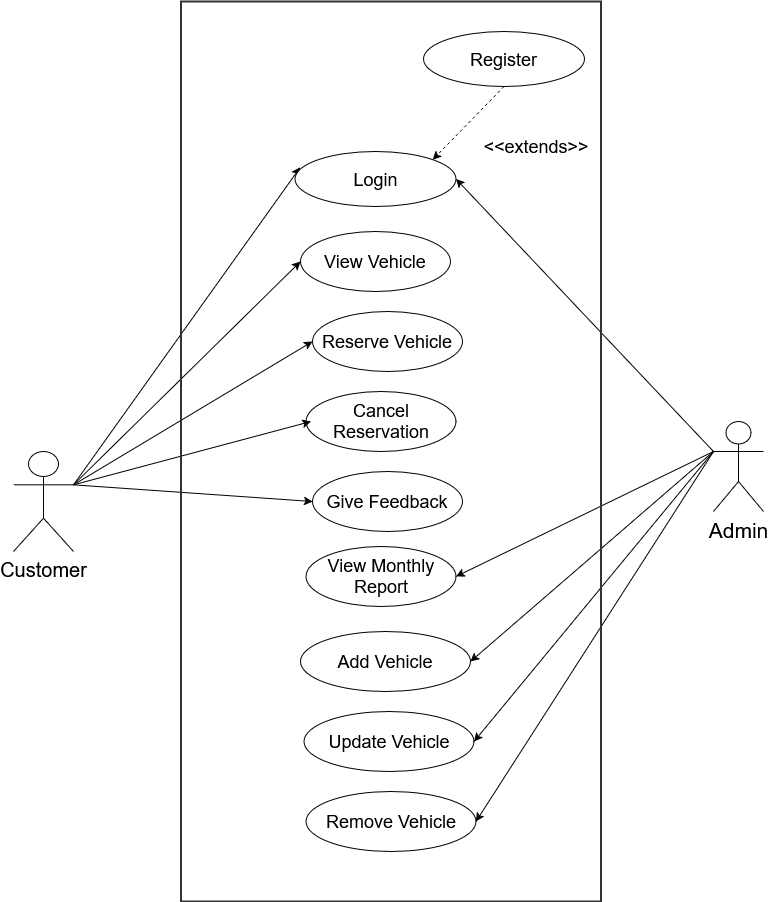 Register
<<extends>>
Login
View Vehicle
Reserve Vehicle
Cancel
Reservation
Give Feedback
Admin
Customer
View Monthly
Report
Add Vehicle
Update Vehicle
Remove Vehicle